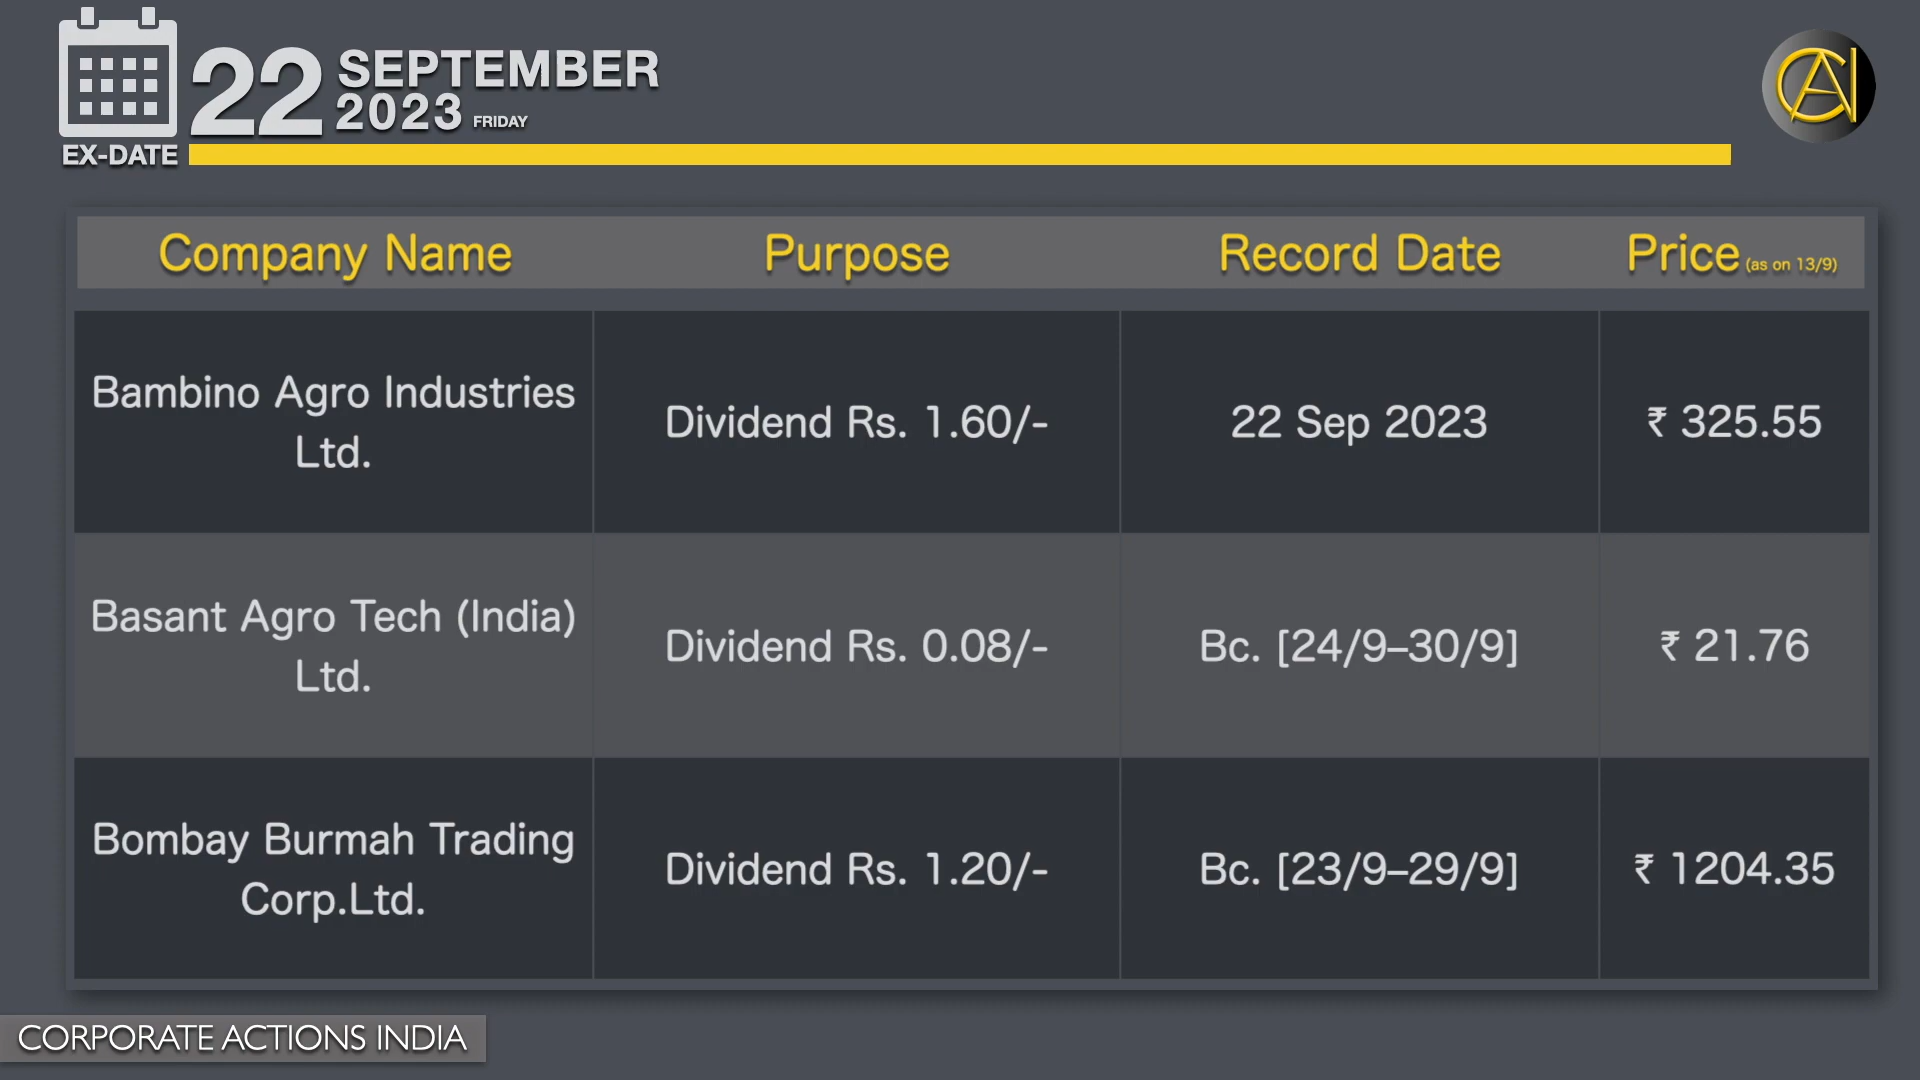 22 SEPTEMBER
2023 FRIDAY
EX-DATE
CAI
Company Name Purpose Record Date Price (as on 13/9)
Bambino Agro Industries
Ltd.
Dividend Rs. 1.60/-
22 Sep 2023
₹ 325.55
Basant Agro Tech (India)
Ltd.
Dividend Rs. 0.08/-
Bc. [24/9–30/9]
₹ 21.76
Bombay Burmah Trading
Corp.Ltd.
Dividend Rs. 1.20/-
Bc. [23/9–29/9]
₹ 1204.35
CORPORATE ACTIONS INDIA